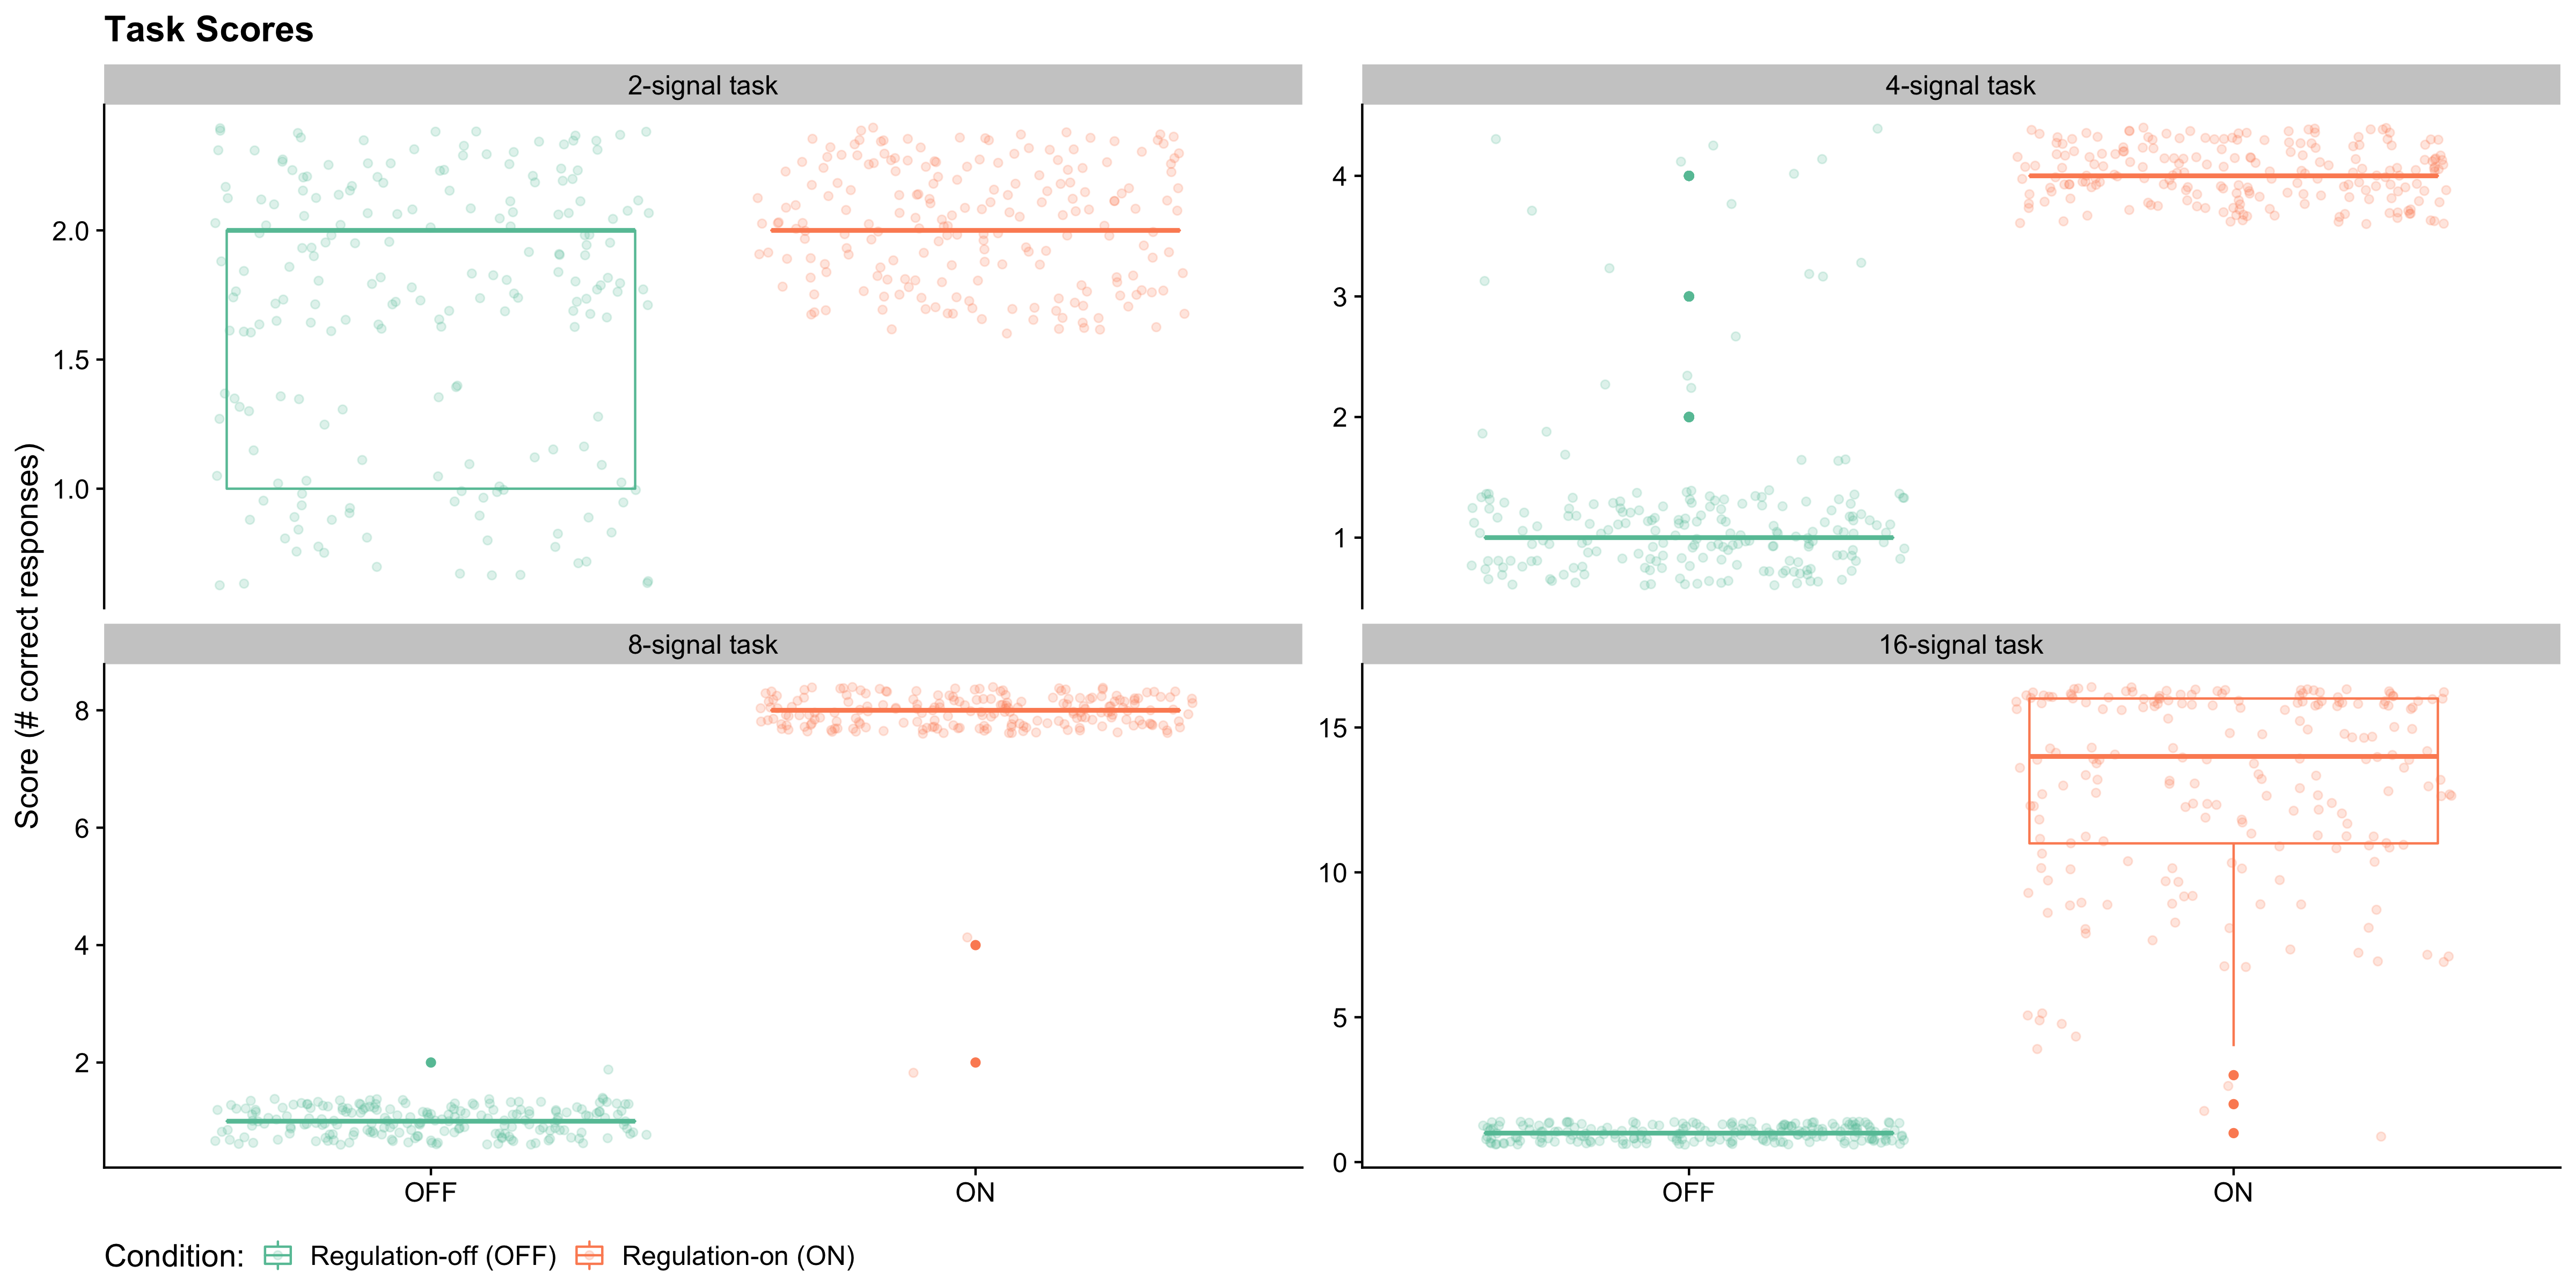 Task Scores
2-signal task
4-signal task
2.0
1.5
1.0
4
3
2
1
Score (# correct responses)
8-signal task
16-signal task
8
6
4
2
15
10
5
0
OFF
ON
OFF
ON
Condition: Regulation-off (OFF) Regulation-on (ON)